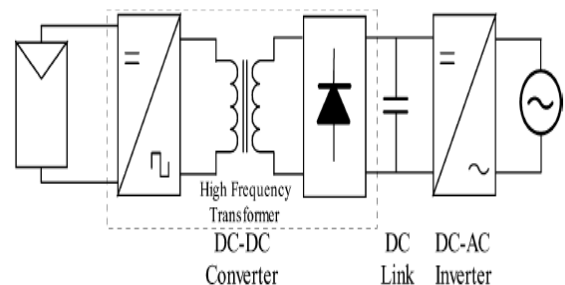 High Frequency
Transformer
DC-DC
Converter
DC
Link
DC-AC
Inverter